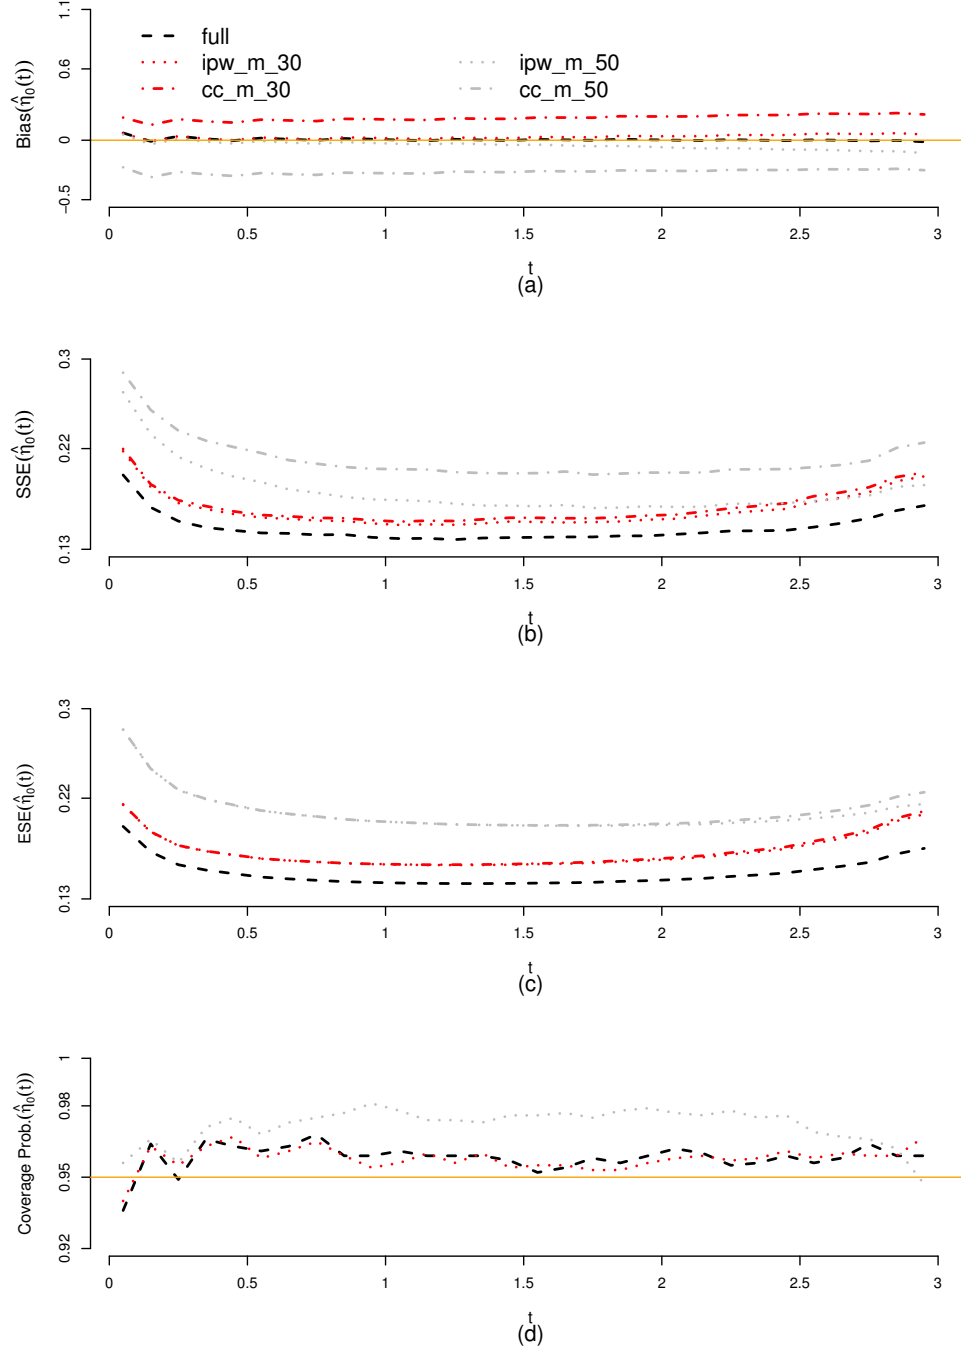 Bias(η̂₀(t))
1.1
0.6
0
−0.5
full
ipw_m_30
ipw_m_50
cc_m_30
cc_m_50
0 0.5 1 1.5 2 2.5 3
t
(a)
SSE(η̂₀(t))
0.3
0.22
0.13
0 0.5 1 1.5 2 2.5 3
t
(b)
ESE(η̂₀(t))
0.3
0.22
0.13
0 0.5 1 1.5 2 2.5 3
t
(c)
Coverage Prob.(η̂₀(t))
1
0.98
0.95
0.92
0 0.5 1 1.5 2 2.5 3
t
(d)